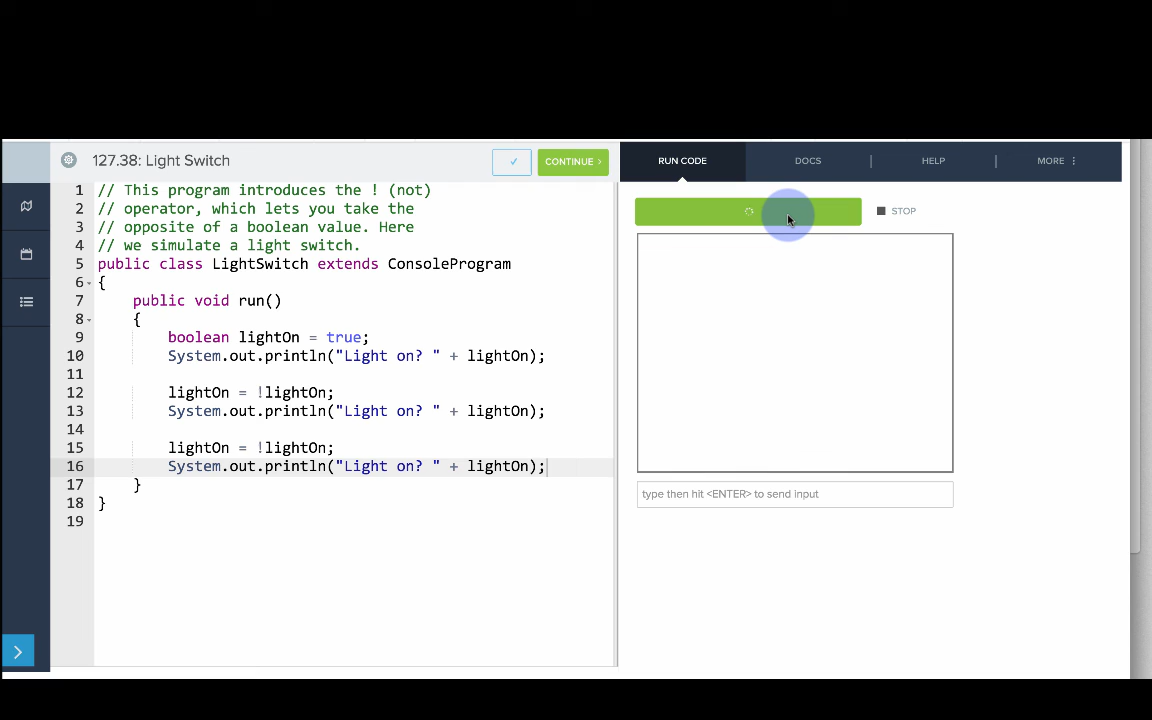 127.38: Light Switch
✓
CONTINUE >
RUN CODE
DOCS
HELP
MORE
STOP
1 // This program introduces the ! (not)
2 // operator, which lets you take the
3 // opposite of a boolean value. Here
4 // we simulate a light switch.
5 public class LightSwitch extends ConsoleProgram
6 {
7     public void run()
8     {
9         boolean lightOn = true;
10         System.out.println("Light on? " + lightOn);
11
12         lightOn = !lightOn;
13         System.out.println("Light on? " + lightOn);
14
15         lightOn = !lightOn;
16         System.out.println("Light on? " + lightOn);
17     }
18 }
19
type then hit <ENTER> to send input